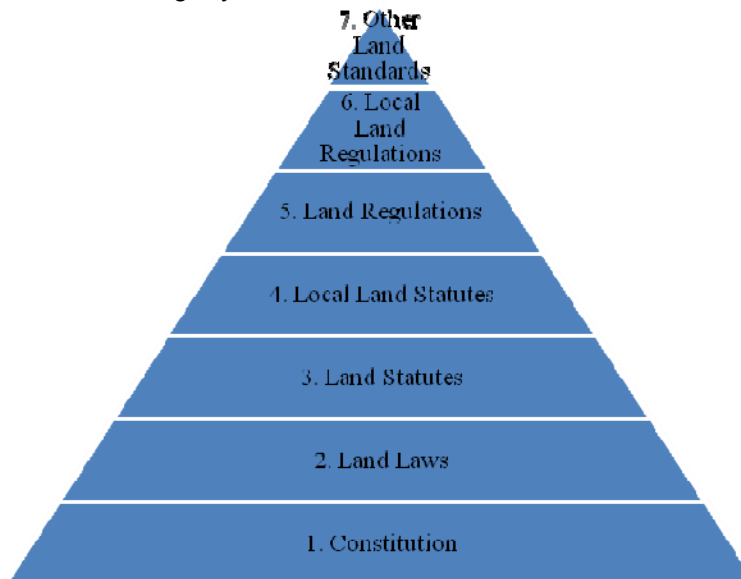 7. Other
Land
Standards
6. Local
Land
Regulations
5. Land Regulations
4. Local Land Statutes
3. Land Statutes
2. Land Laws
1. Constitution